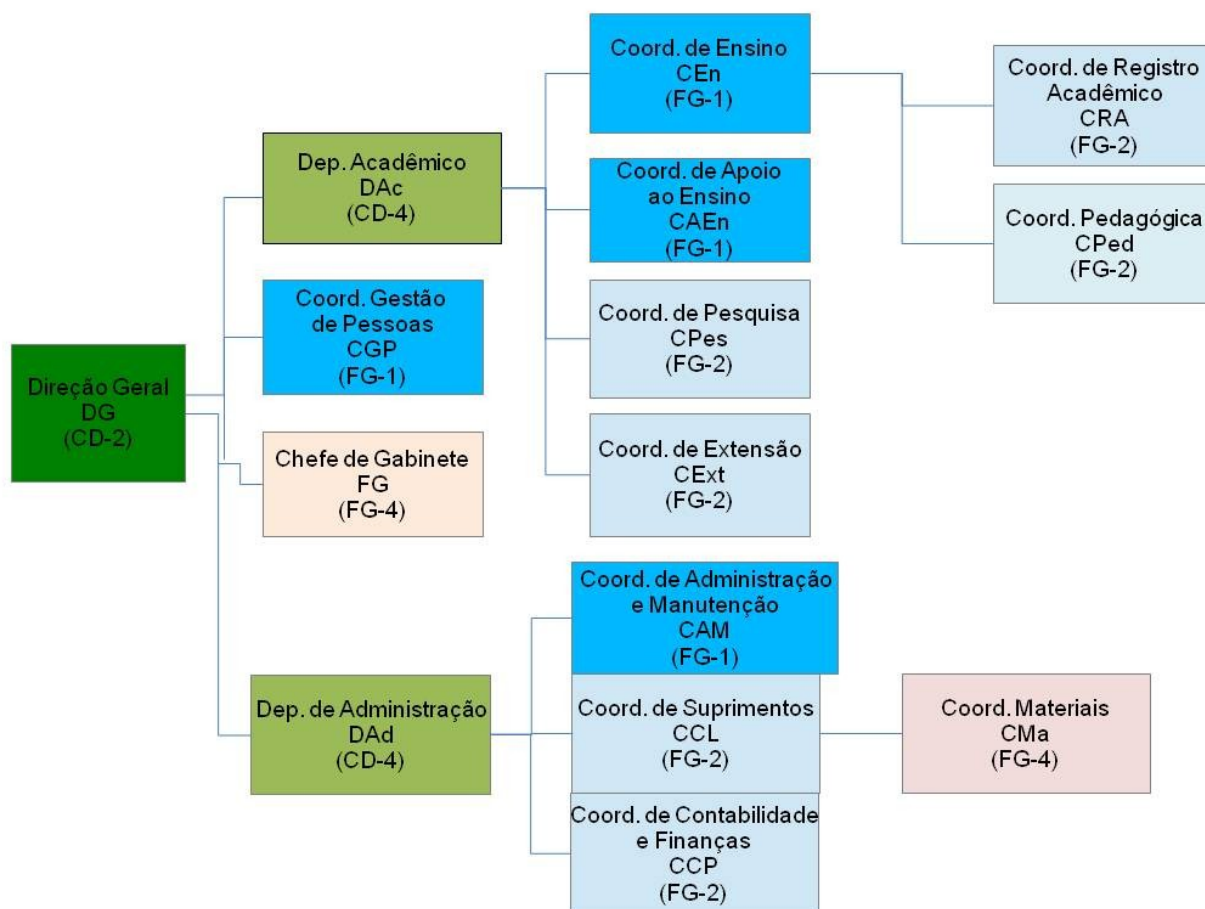 Direção Geral
DG
(CD-2)
Dep. Acadêmico
DAc
(CD-4)
Coord. Gestão
de Pessoas
CGP
(FG-1)
Chefe de Gabinete
FG
(FG-4)
Dep. de Administração
DAd
(CD-4)
Coord. de Ensino
CEn
(FG-1)
Coord. de Apoio
ao Ensino
CAEn
(FG-1)
Coord. de Pesquisa
CPes
(FG-2)
Coord. de Extensão
CExt
(FG-2)
Coord. de Administração
e Manutenção
CAM
(FG-1)
Coord. de Suprimentos
CCL
(FG-2)
Coord. de Contabilidade
e Finanças
CCP
(FG-2)
Coord. de Registro
Acadêmico
CRA
(FG-2)
Coord. Pedagógica
CPed
(FG-2)
Coord. Materiais
CMa
(FG-4)